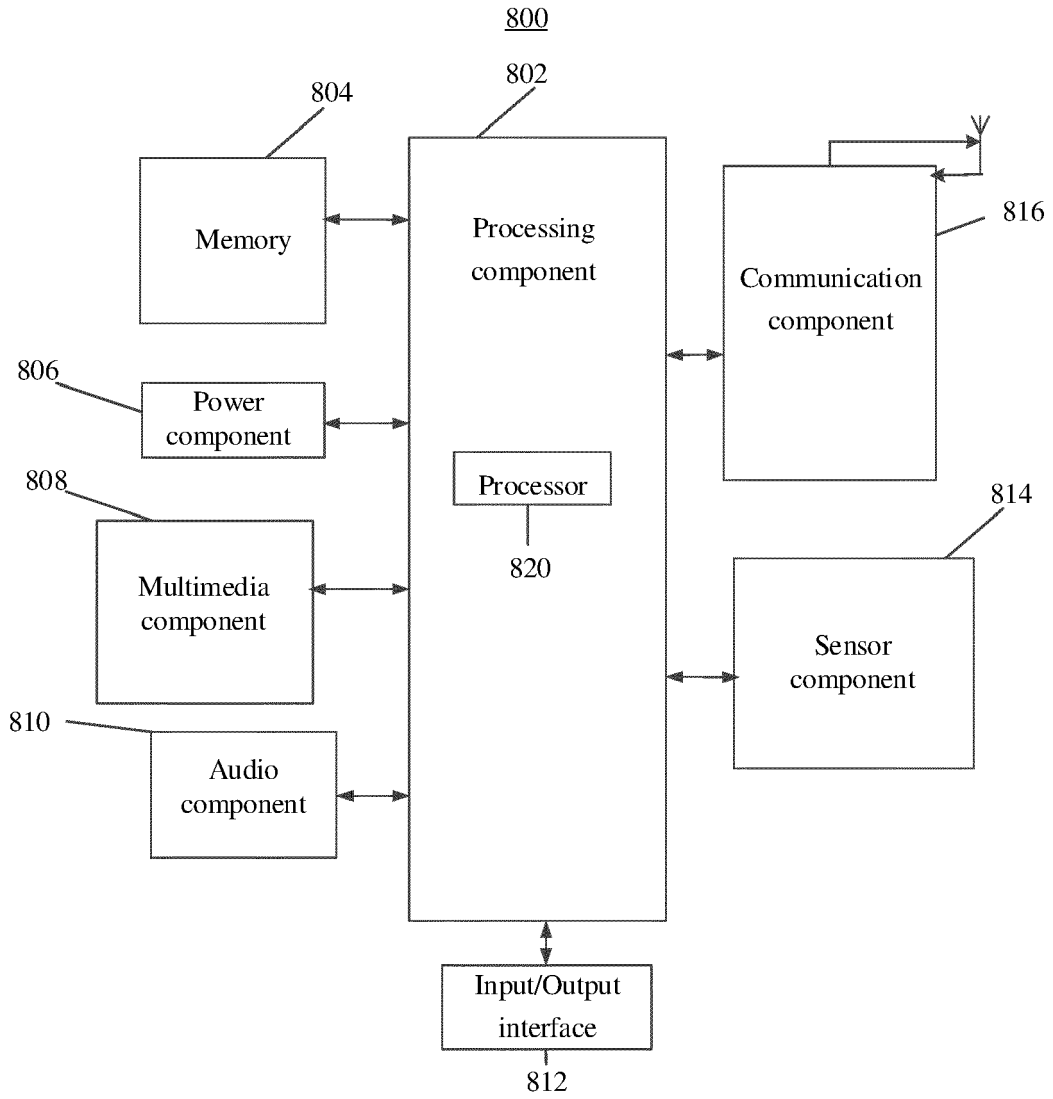 800
802
804
Memory
Processing
component
816
Communication
component
806
Power
component
808
Processor
820
814
Multimedia
component
Sensor
component
810
Audio
component
Input/Output
interface
812